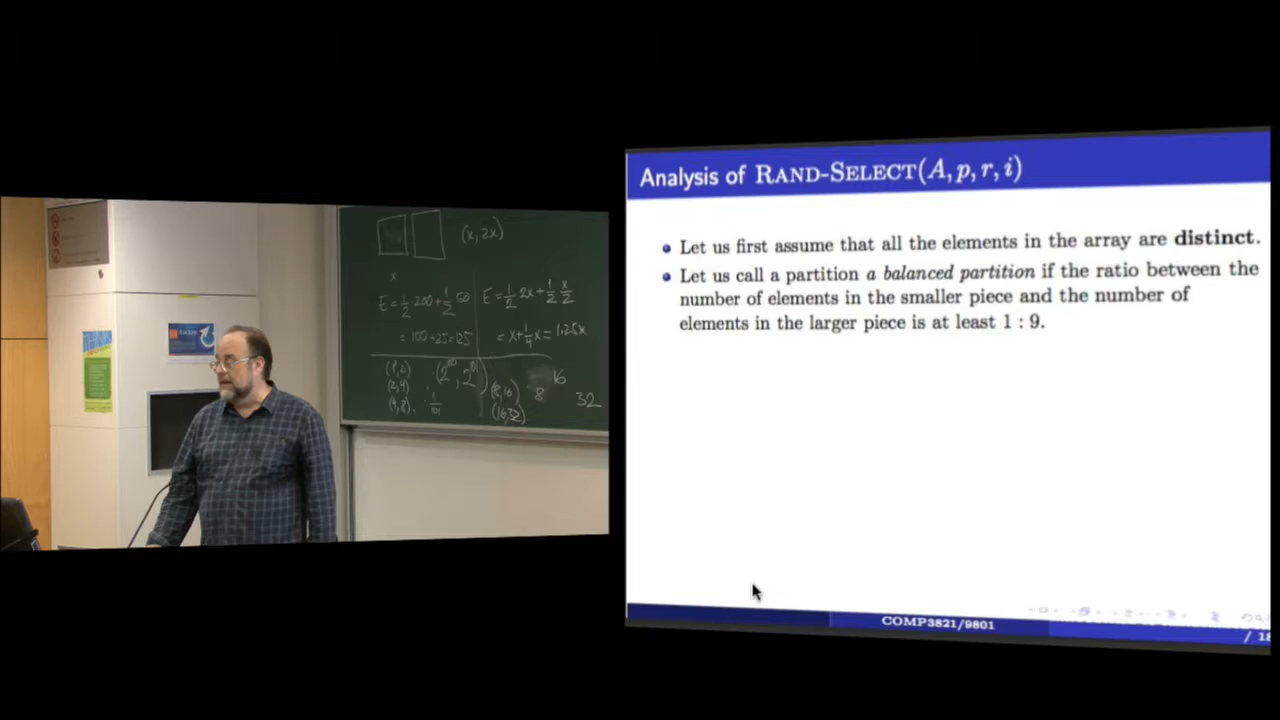 (x, 2x)
x
E = 1/2 200 + 1/2 50
= 100 + 25 = 125
E = 1/2 2x + 1/2 x/2
= x + 1/4 x = 1.25x
(1,2)
(2,4)
(4,8)
(8,16)
(16,32)
8
16
32
Analysis of RAND-SELECT(A, p, r, i)
• Let us first assume that all the elements in the array are distinct.
• Let us call a partition a balanced partition if the ratio between the
number of elements in the smaller piece and the number of
elements in the larger piece is at least 1 : 9.
COMP3821/9801